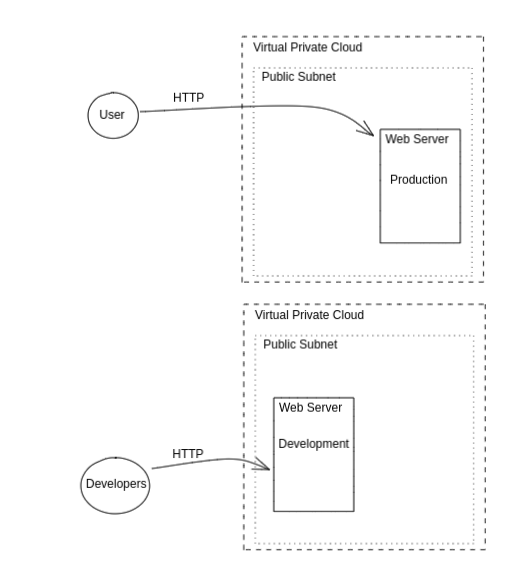 Virtual Private Cloud
Public Subnet
HTTP
User
Web Server
Production
Virtual Private Cloud
Public Subnet
Web Server
Development
HTTP
Developers